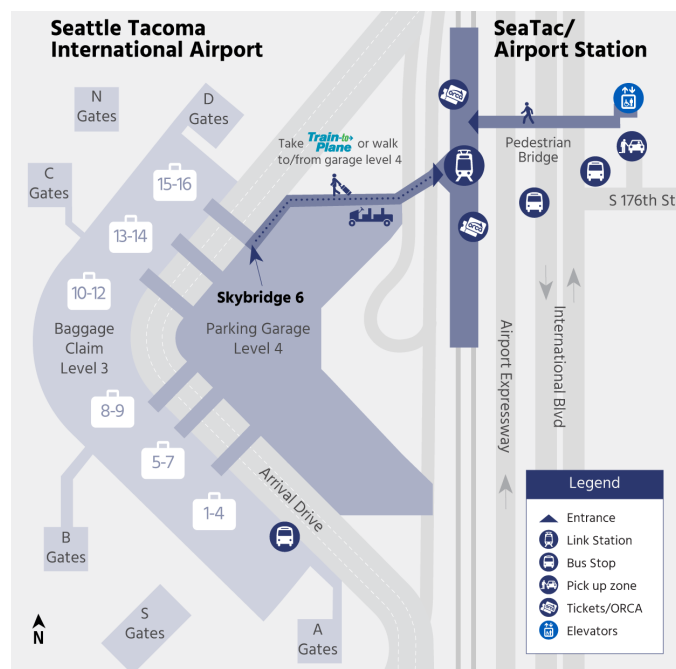 Seattle Tacoma
International Airport
SeaTac/
Airport Station
N
Gates
D
Gates
C
Gates
15-16
13-14
10-12
Baggage
Claim
Level 3
8-9
5-7
1-4
Take Train-to-Plane or walk
to/from garage level 4
Skybridge 6
Parking Garage
Level 4
orca
orca
Pedestrian
Bridge
S 176th St
Airport Expressway
International Blvd
Arrival Drive
B
Gates
S
Gates
A
Gates
N
Legend
Entrance
Link Station
Bus Stop
Pick up zone
Tickets/ORCA
Elevators